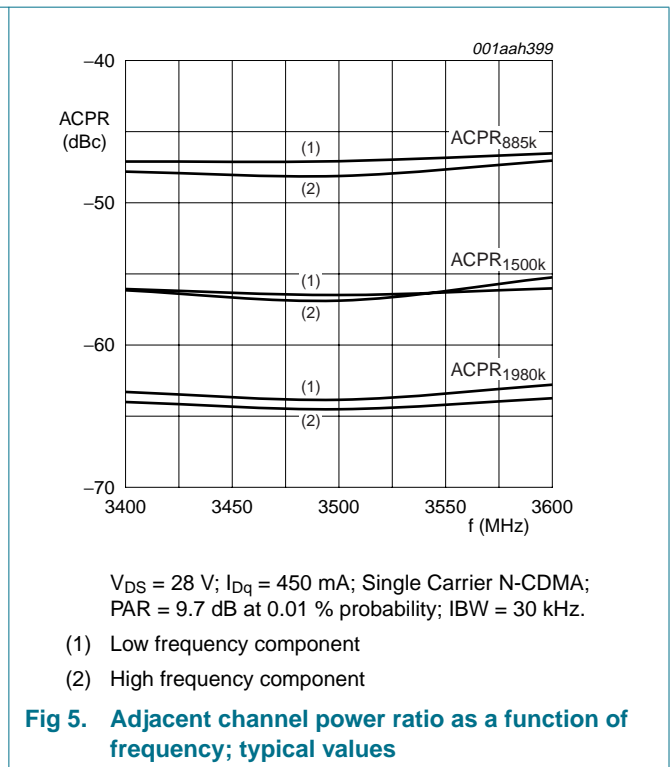 001aah399
−40
ACPR
(dBc)
(1)
ACPR885k
(2)
−50
(1)
ACPR1500k
(2)
−60
(1)
ACPR1980k
(2)
−70
3400
3450
3500
3550
3600
f (MHz)
VDS = 28 V; IDq = 450 mA; Single Carrier N-CDMA;
PAR = 9.7 dB at 0.01 % probability; IBW = 30 kHz.
(1) Low frequency component
(2) High frequency component
Fig 5. Adjacent channel power ratio as a function of
frequency; typical values